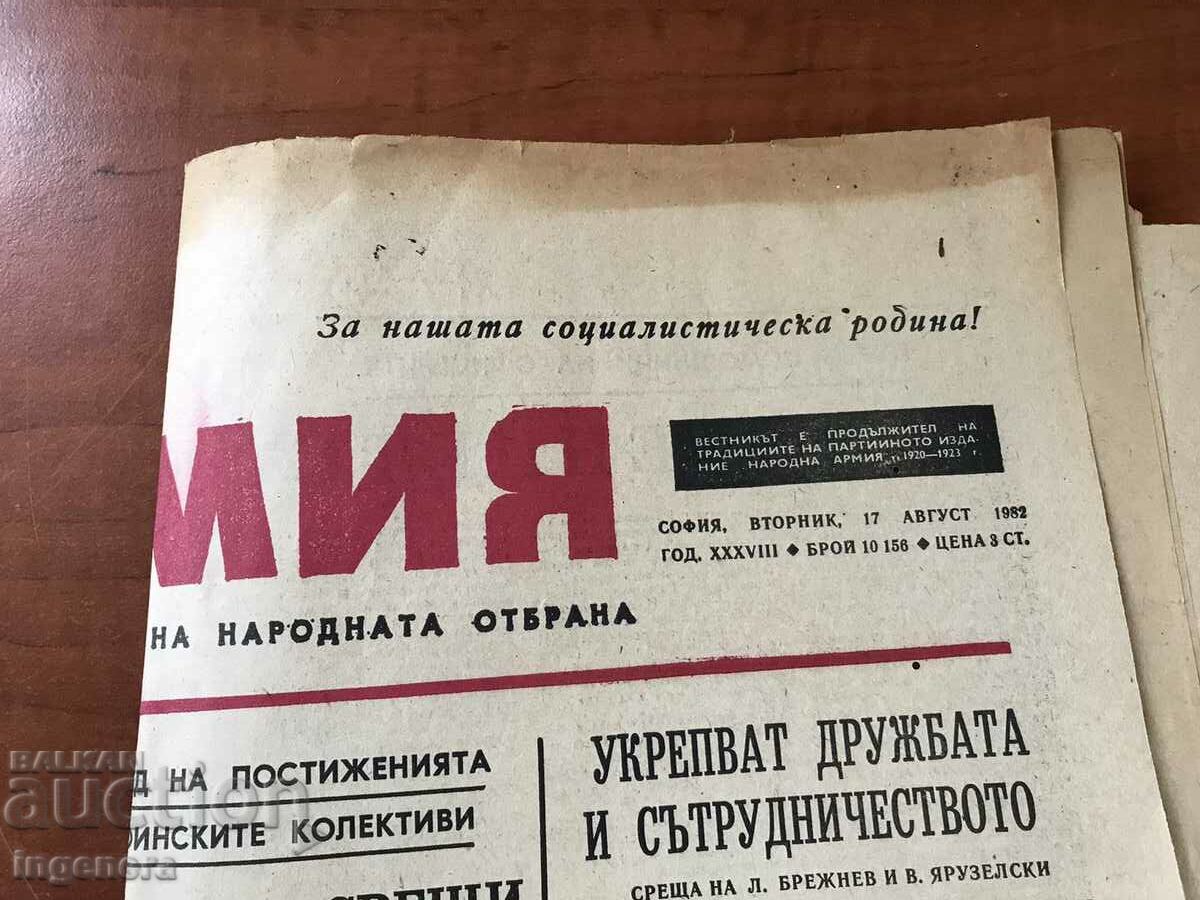 За нашата социалистическа родина!
МИЯ
ВЕСТНИКЪТ Е ПРОДЪЛЖИТЕЛ НА
ТРАДИЦИИТЕ НА ПАРТИЙНОТО ИЗДА-
НИЕ НАРОДНА АРМИЯ 1920—1923 г.
СОФИЯ, ВТОРНИК, 17 АВГУСТ 1982
ГОД. XXXVIII ◆ БРОЙ 10 156 ◆ ЦЕНА 3 СТ.
НА НАРОДНАТА ОТБРАНА
Д НА ПОСТИЖЕНИЯТА
ИНСКИТЕ КОЛЕКТИВИ
УКРЕПВАТ ДРУЖБАТА
И СЪТРУДНИЧЕСТВОТО
СРЕЩА НА Л. БРЕЖНЕВ И В. ЯРУЗЕЛСКИ
BALKAN
auction
ingenera